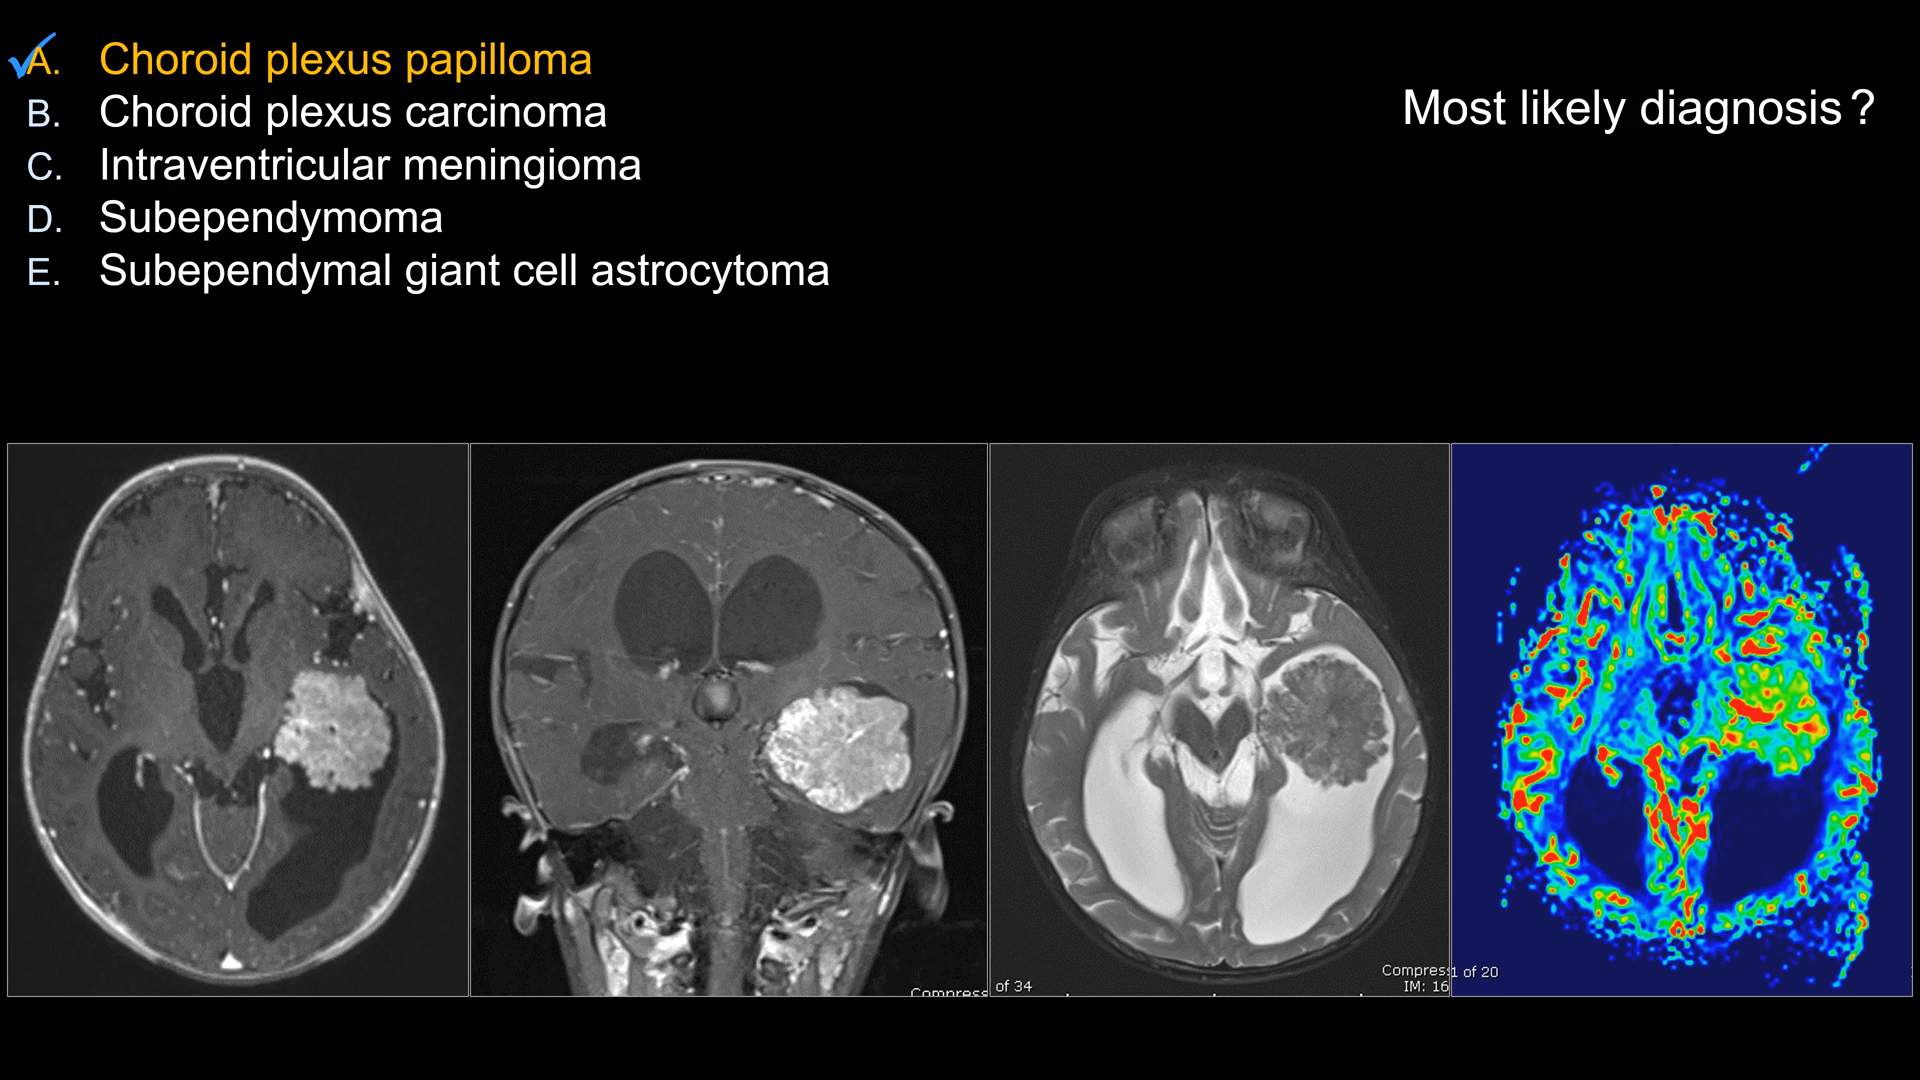 A. Choroid plexus papilloma
B. Choroid plexus carcinoma
C. Intraventricular meningioma
D. Subependymoma
E. Subependymal giant cell astrocytoma
Most likely diagnosis ?
Compress
of 34
Compres
IM: 16
1 of 20